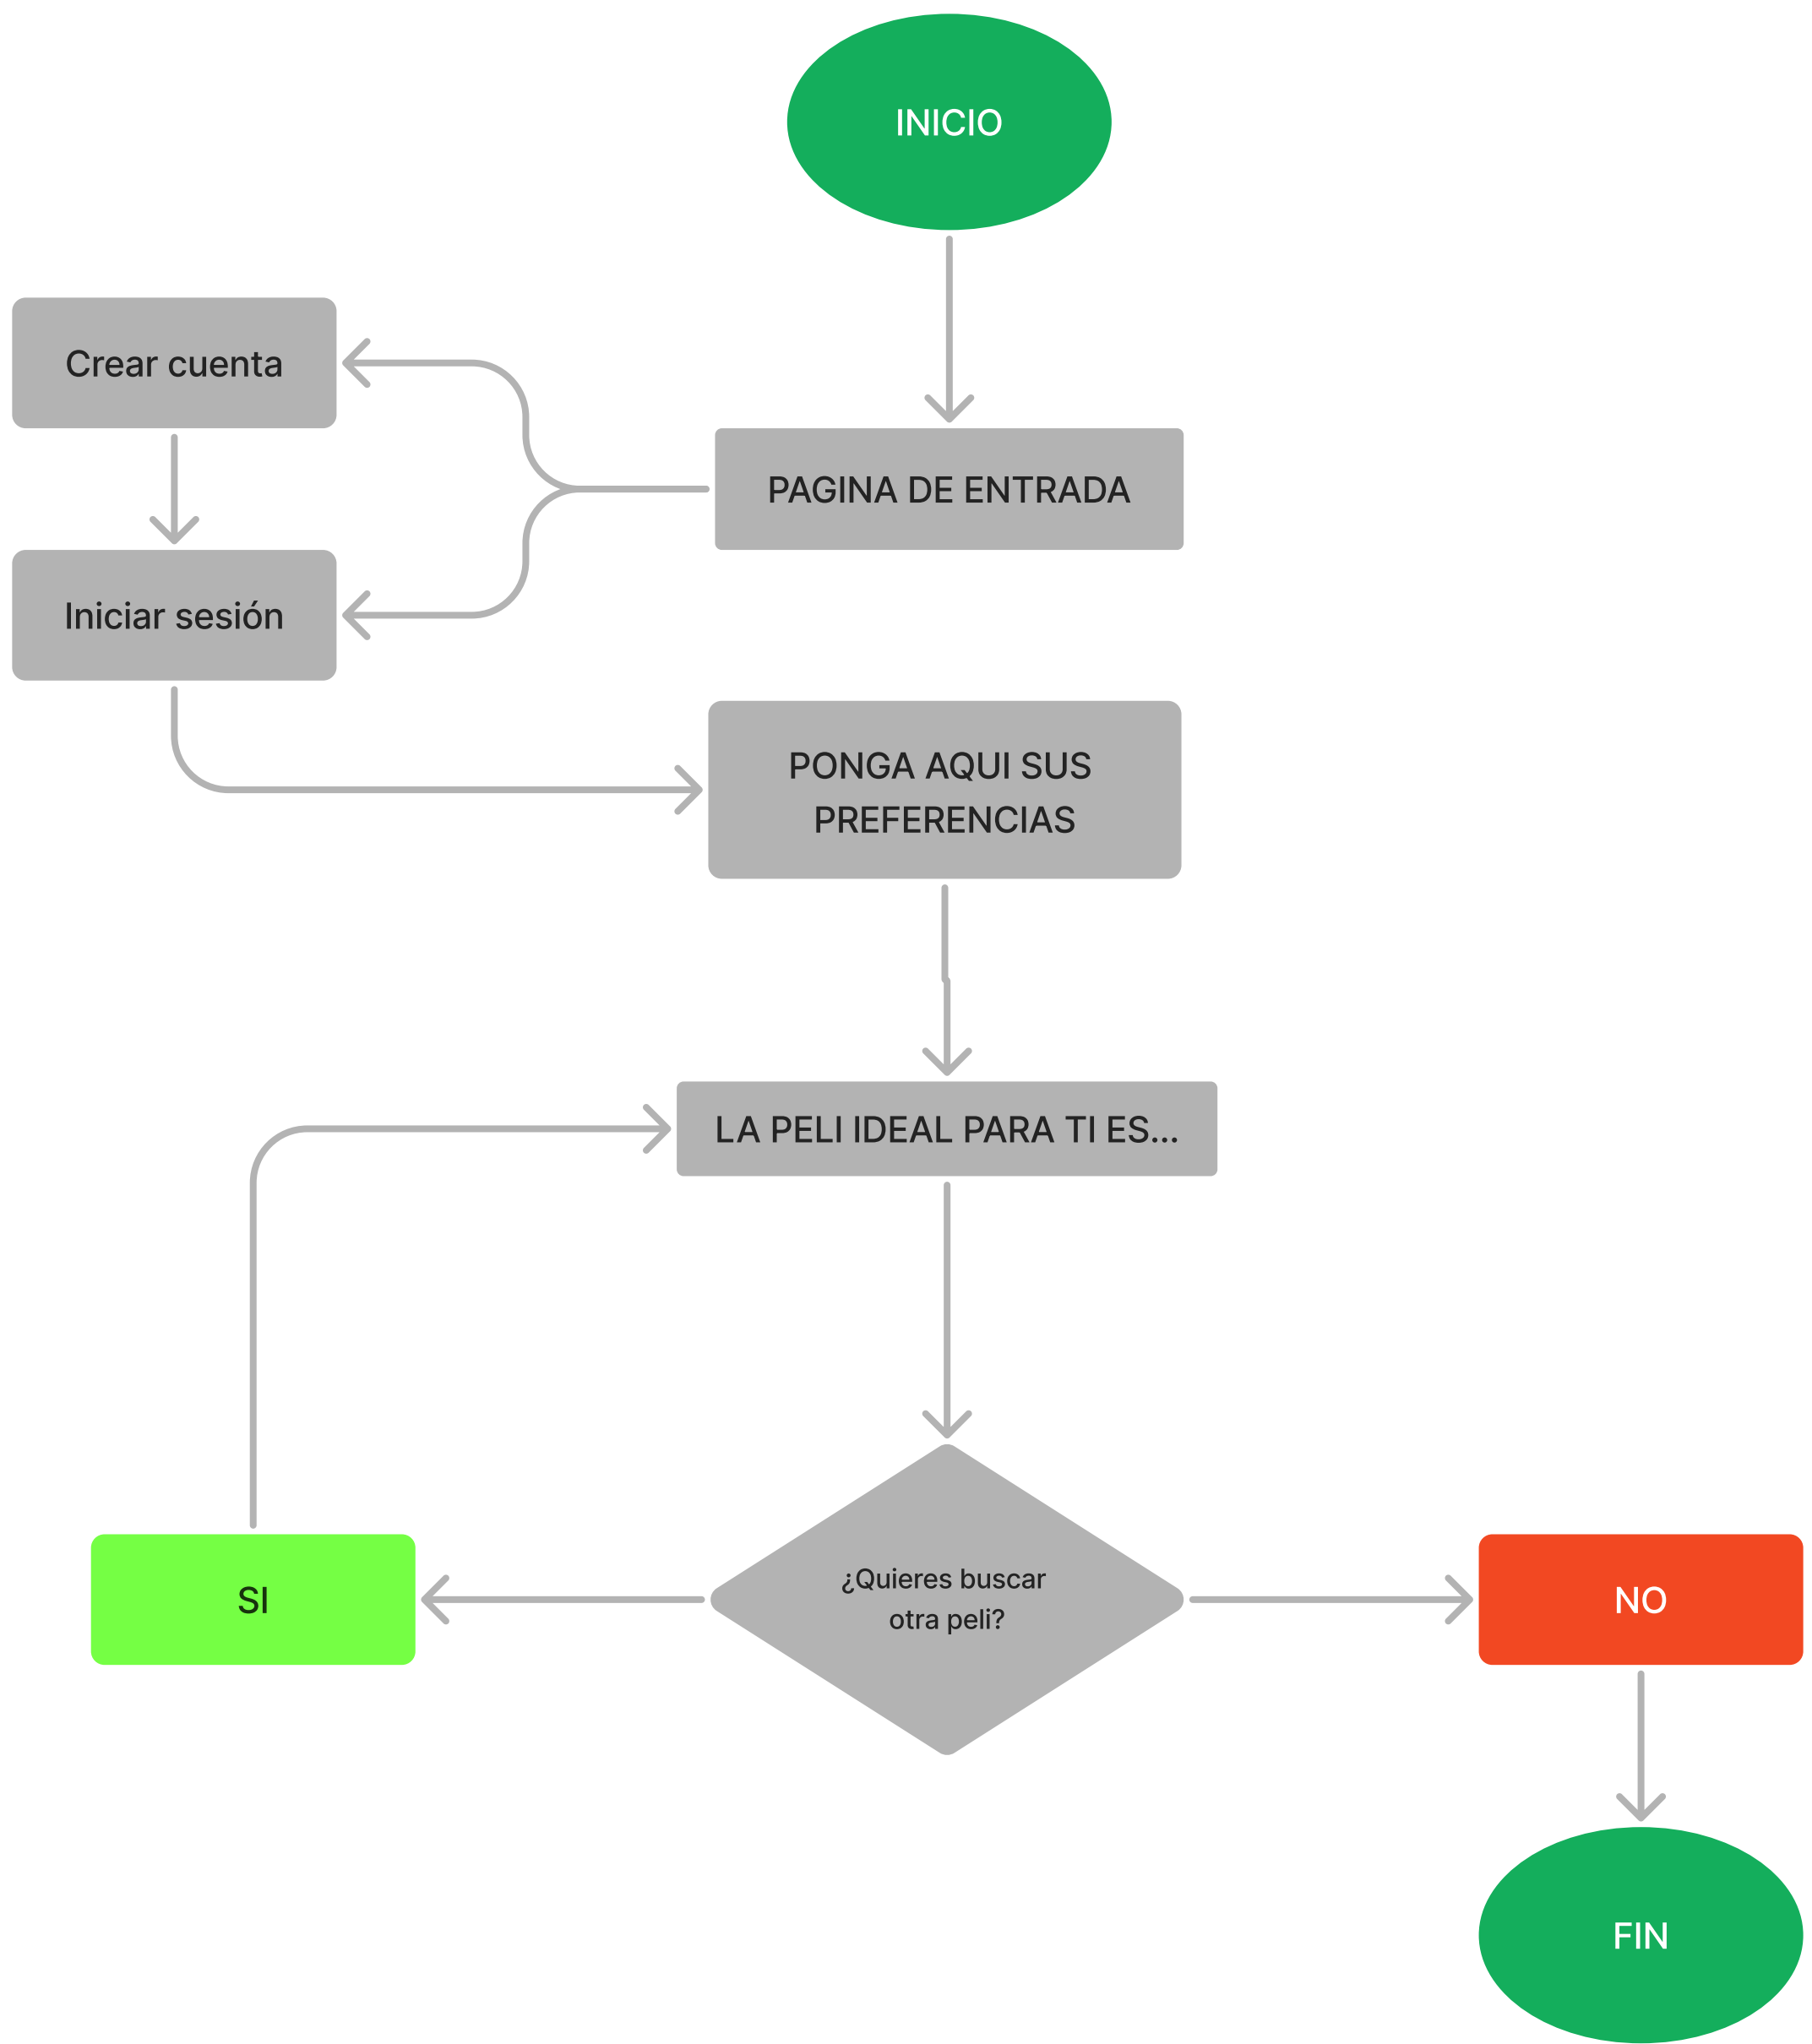 INICIO
Crear cuenta
PAGINA DE ENTRADA
Iniciar sesión
PONGA AQUI SUS
PREFERENCIAS
LA PELI IDEAL PARA TI ES...
¿Quieres buscar
otra peli?
SI
NO
FIN